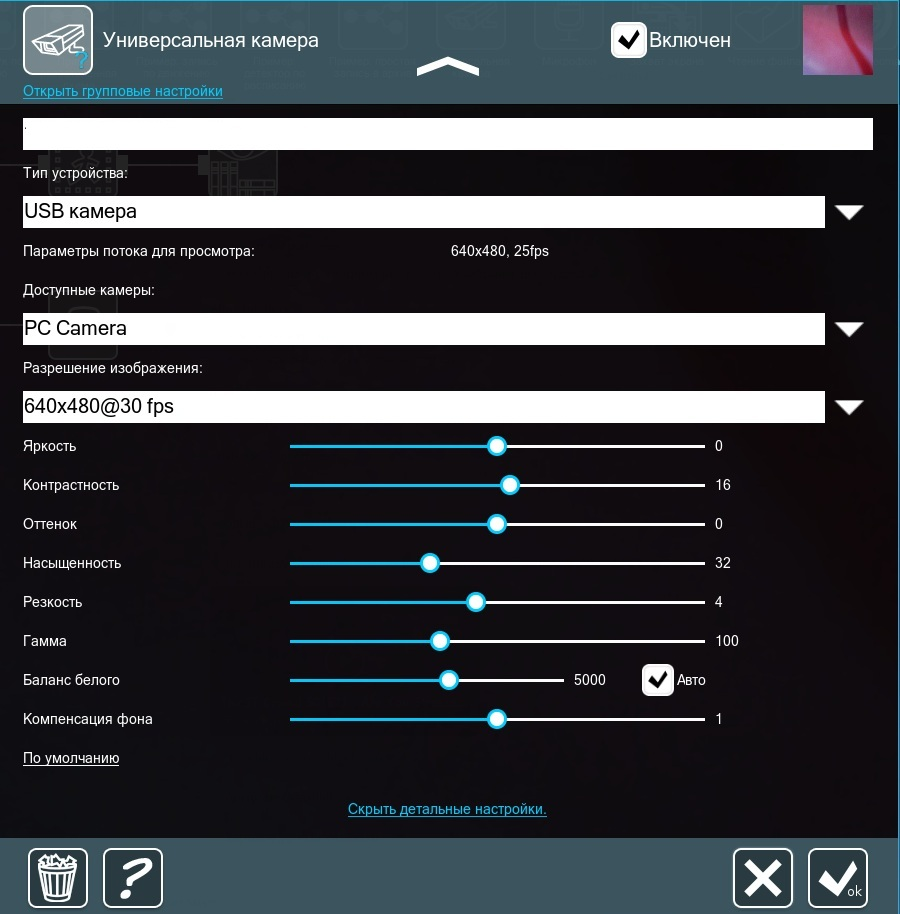 Универсальная камера
Включен
Открыть групповые настройки
Тип устройства:
USB камера
Параметры потока для просмотра: 640x480, 25fps
Доступные камеры:
PC Camera
Разрешение изображения:
640x480@30 fps
Яркость 0
Контрастность 16
Оттенок 0
Насыщенность 32
Резкость 4
Гамма 100
Баланс белого 5000 Авто
Компенсация фона 1
По умолчанию
Скрыть детальные настройки.
? ok